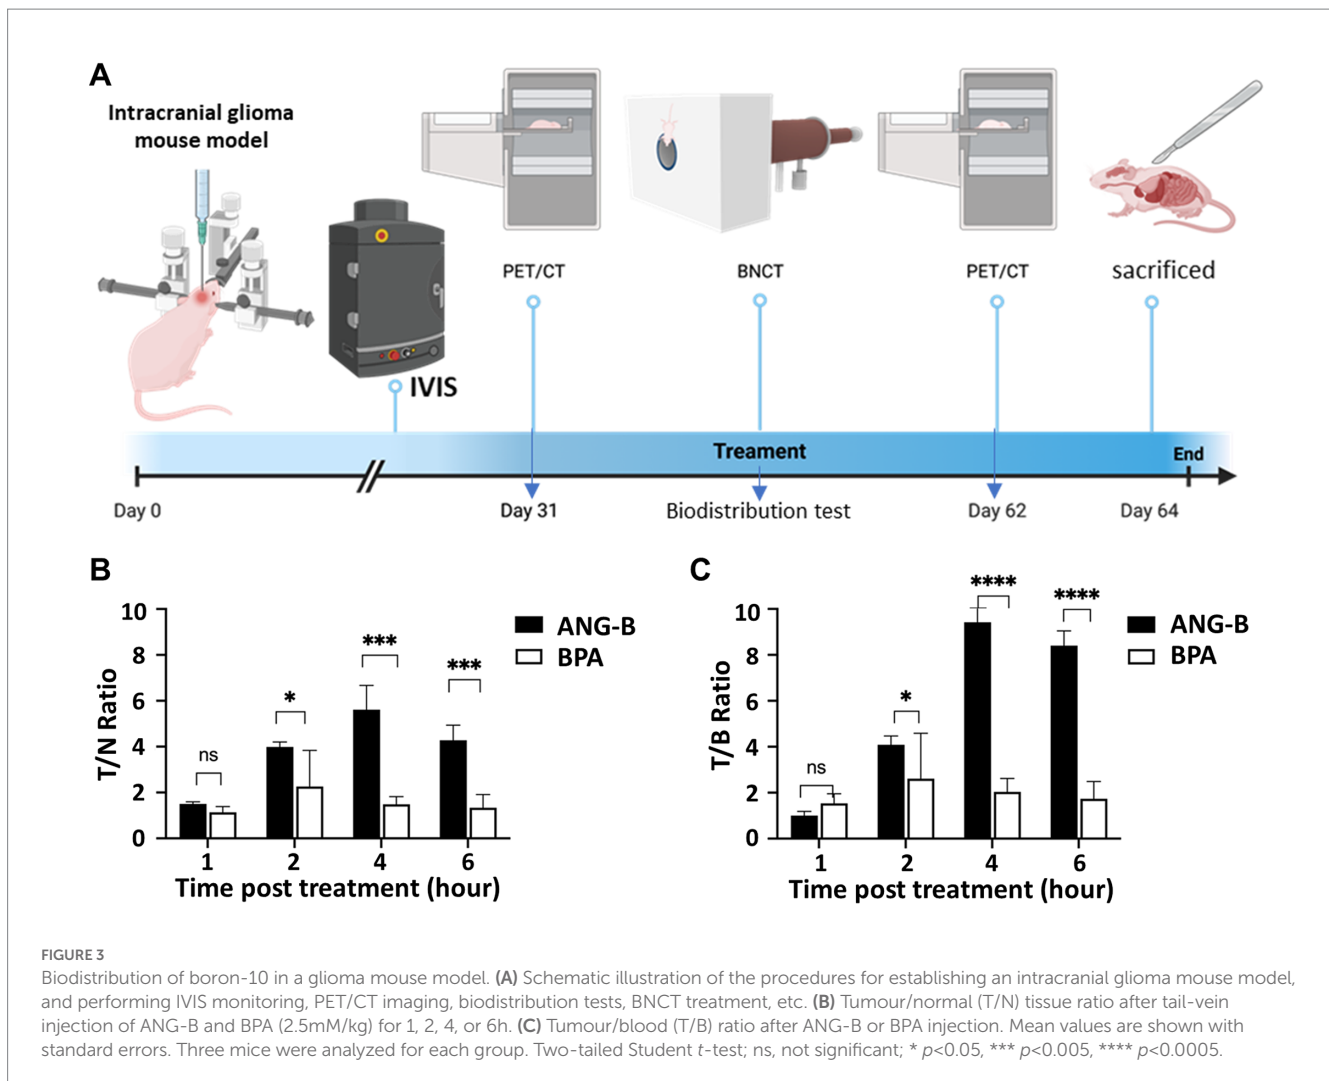 A
Intracranial glioma
mouse model
IVIS
PET/CT
BNCT
PET/CT
sacrificed
Treament
End
Day 0
Day 31
Biodistribution test
Day 62
Day 64
B
T/N Ratio
10
8
6
4
2
0
ns
*
***
***
ANG-B
BPA
1 2 4 6
Time post treatment (hour)
C
T/B Ratio
10
8
6
4
2
0
ns
*
****
****
ANG-B
BPA
1 2 4 6
Time post treatment (hour)
FIGURE 3
Biodistribution of boron-10 in a glioma mouse model. (A) Schematic illustration of the procedures for establishing an intracranial glioma mouse model,
and performing IVIS monitoring, PET/CT imaging, biodistribution tests, BNCT treatment, etc. (B) Tumour/normal (T/N) tissue ratio after tail-vein
injection of ANG-B and BPA (2.5mM/kg) for 1, 2, 4, or 6h. (C) Tumour/blood (T/B) ratio after ANG-B or BPA injection. Mean values are shown with
standard errors. Three mice were analyzed for each group. Two-tailed Student t-test; ns, not significant; * p<0.05, *** p<0.005, **** p<0.0005.